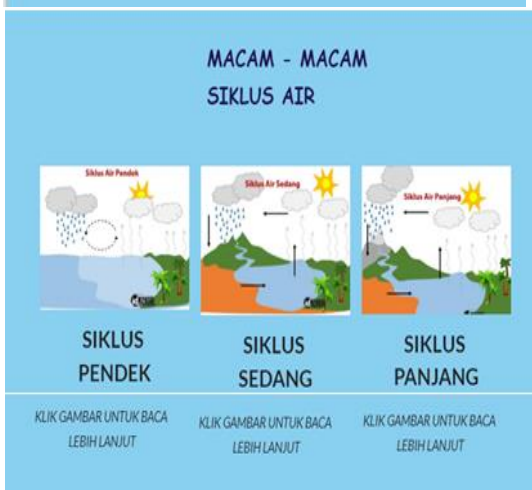 MACAM - MACAM
SIKLUS AIR
Siklus Air Pendek
Siklus Air Sedang
Siklus Air Panjang
SIKLUS
PENDEK
SIKLUS
SEDANG
SIKLUS
PANJANG
KLIK GAMBAR UNTUK BACA
LEBIH LANJUT
KLIK GAMBAR UNTUK BACA
LEBIH LANJUT
KLIK GAMBAR UNTUK BACA
LEBIH LANJUT